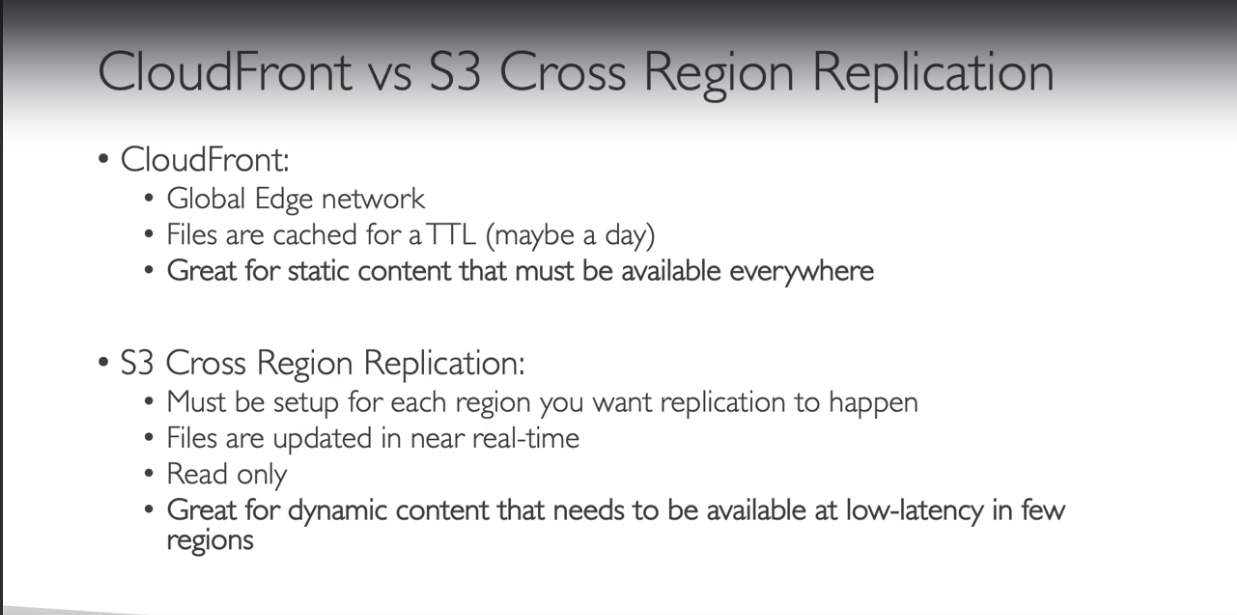 CloudFront vs S3 Cross Region Replication
• CloudFront:
• Global Edge network
• Files are cached for a TTL (maybe a day)
• Great for static content that must be available everywhere
• S3 Cross Region Replication:
• Must be setup for each region you want replication to happen
• Files are updated in near real-time
• Read only
• Great for dynamic content that needs to be available at low-latency in few
regions